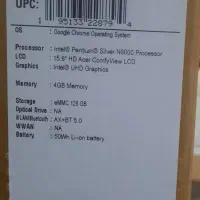 UPC:
1 95133 22879 4
OS : Google Chrome Operating System
Processor : Intel® Pentium® Silver N6000 Processor
LCD : 15.6" HD Acer ComfyView LCD
Graphics : Intel® UHD Graphics
Memory : 4GB Memory
Storage : eMMC 128 GB
Optical Drive : NA
WLAN/Bluetooth : AX+BT 5.0
WWAN : NA
Battery : 50Wh Li-ion battery